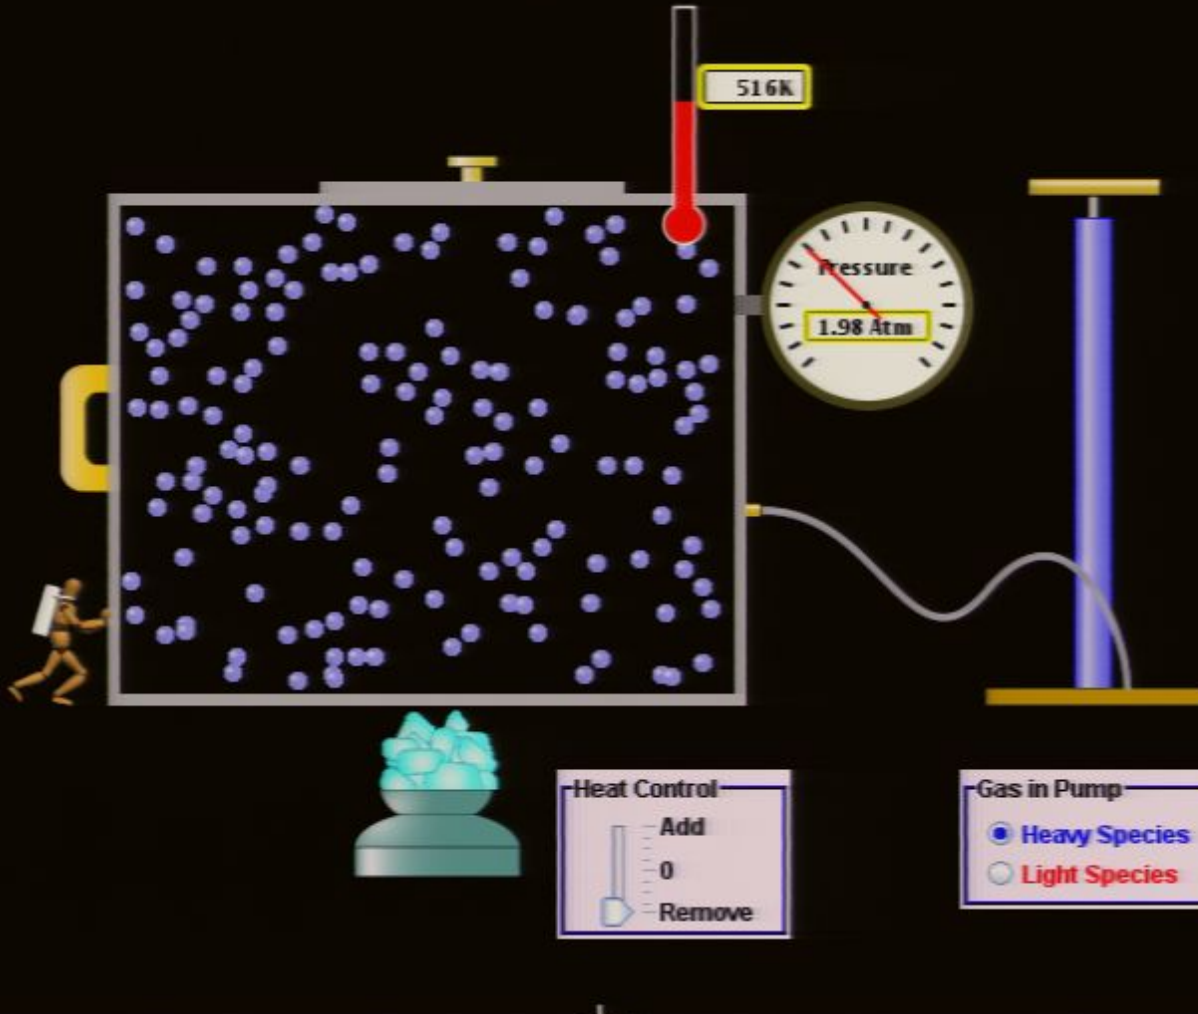 516K
Pressure
1.98 Atm
Heat Control
Add
0
Remove
Gas in Pump
Heavy Species
Light Species